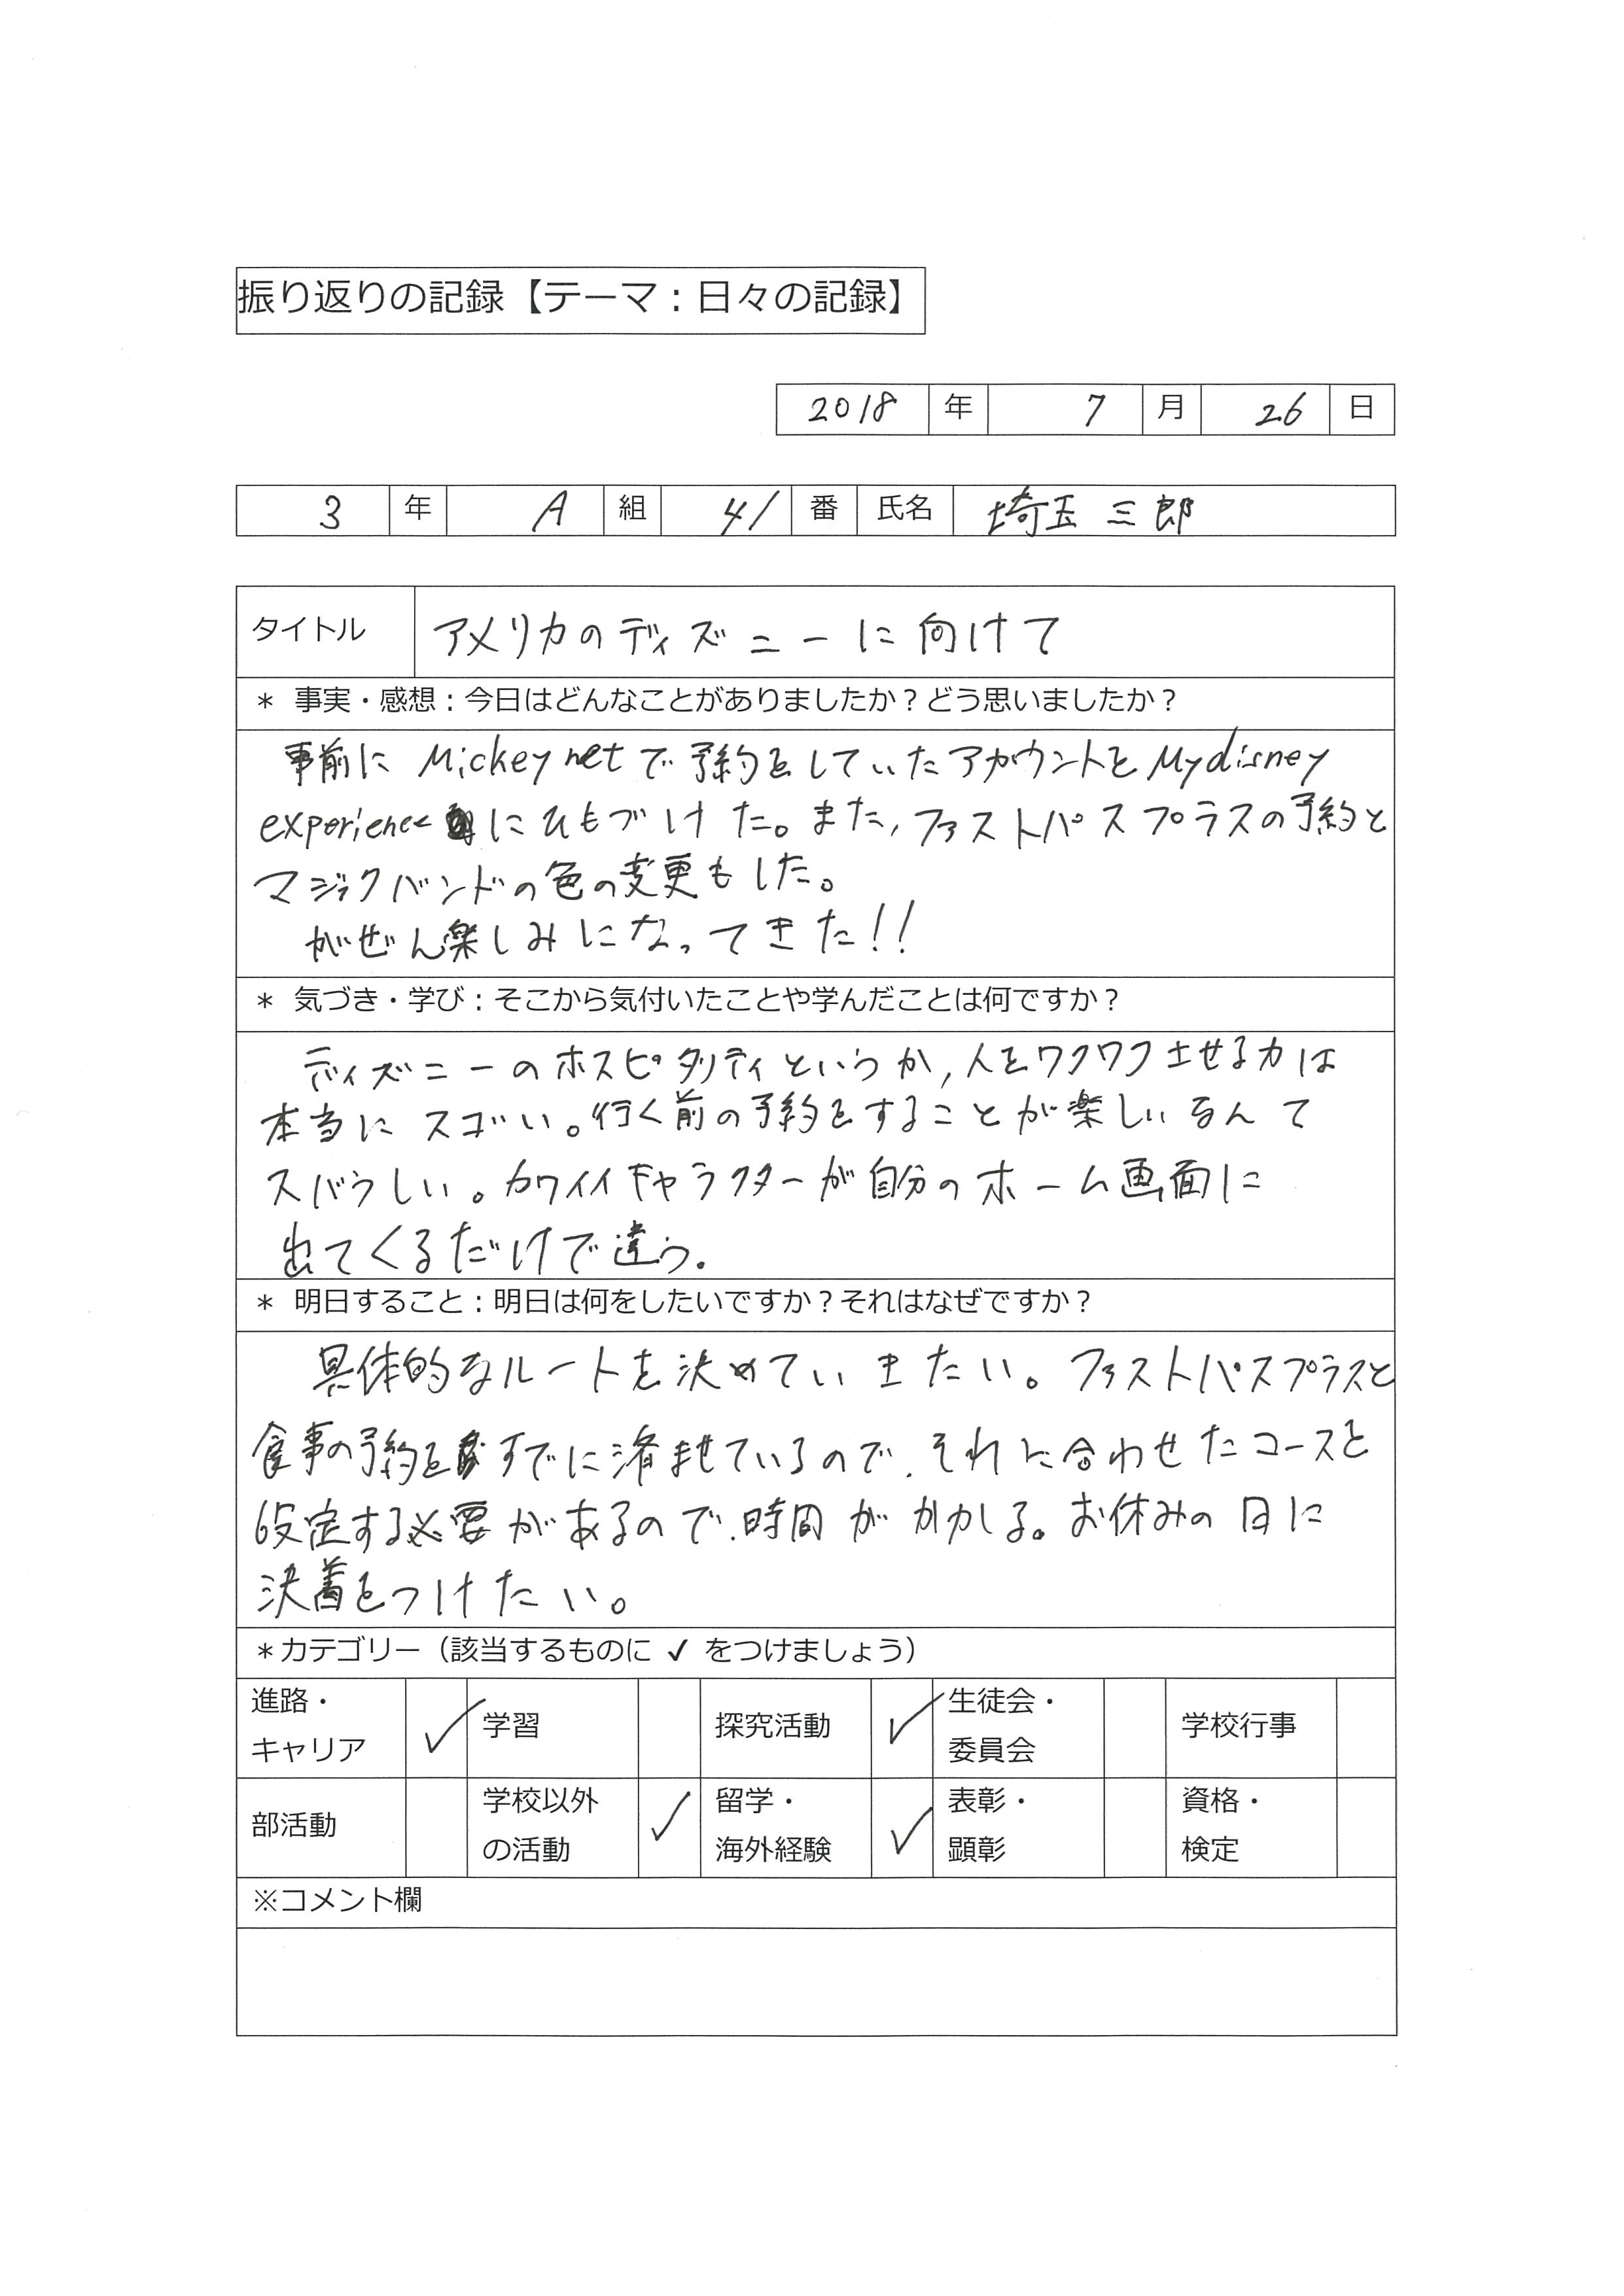 振り返りの記録【テーマ：日々の記録】
2018 年 7 月 26 日
3 年 A 組 41 番 氏名 埼玉 三郎
タイトル アメリカのディズニーに向けて
＊ 事実・感想：今日はどんなことがありましたか？どう思いましたか？
事前に Mickey net で予約をしていたアカウントを My disney
experience にひもづけた。また、ファストパスプラスの予約と
マジックバンドの色の変更もした。
がぜん楽しみになってきた!!
＊ 気づき・学び：そこから気付いたことや学んだことは何ですか？
ディズニーのホスピタリティというか、人をワクワクさせる力は
本当にスゴい。行く前の予約をすることが楽しいなんて
スバラしい。カワイイキャラクターが自分のホーム画面に
出てくるだけで違う。
＊ 明日すること：明日は何をしたいですか？それはなぜですか？
具体的なルートを決めていきたい。ファストパスプラスと
食事の予約をすでに済ませているので、それに合わせたコースを
設定する必要があるので、時間がかかる。お休みの日に
決着をつけたい。
＊カテゴリー（該当するものに ✓ をつけましょう）
進路・ 学習 探究活動 生徒会・ 学校行事
キャリア ✓ ✓ 委員会
部活動 学校以外 留学・ 表彰・ 資格・
の活動 ✓ 海外経験 ✓ 顕彰 検定
※コメント欄